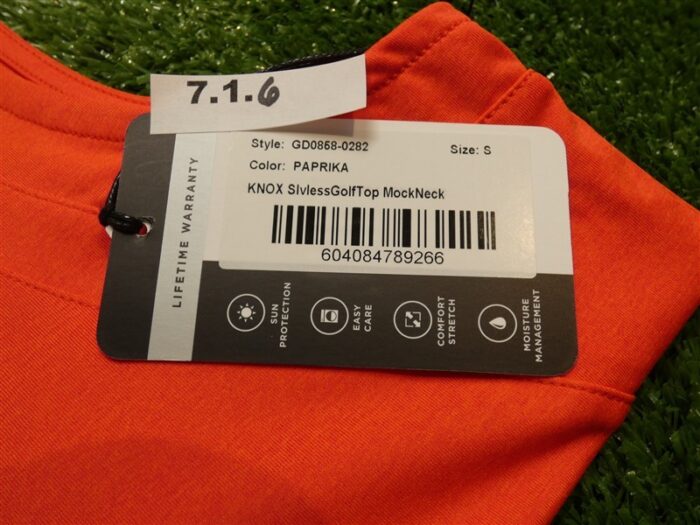 7.1.6
Style: GD0858-0282 Size: S
Color: PAPRIKA
KNOX SlvlessGolfTop MockNeck
604084789266
LIFETIME WARRANTY
SUN
PROTECTION
EASY
CARE
COMFORT
STRETCH
MOISTURE
MANAGEMENT